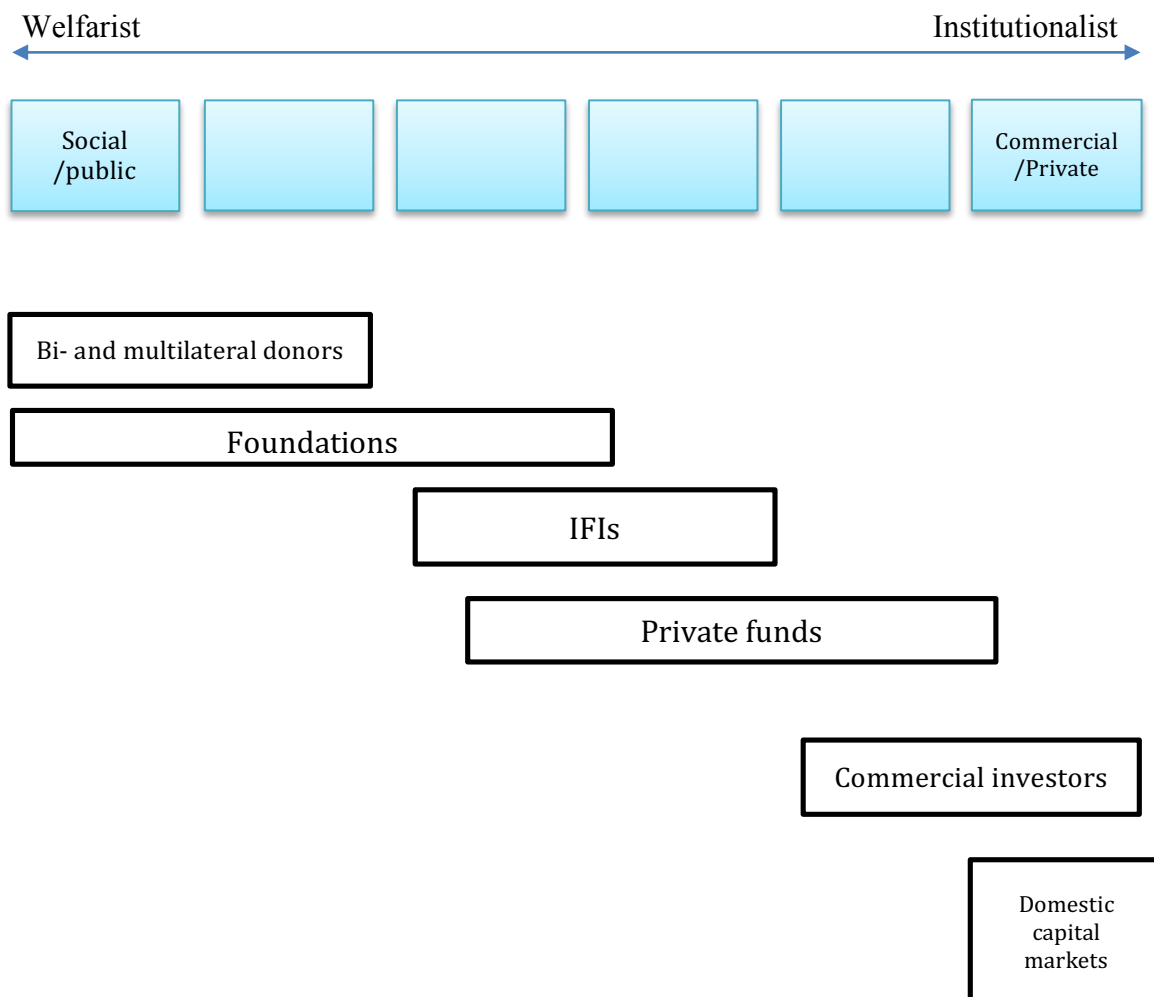 Welfarist
Institutionalist
Social
/public
Commercial
/Private
Bi- and multilateral donors
Foundations
IFIs
Private funds
Commercial investors
Domestic
capital
markets